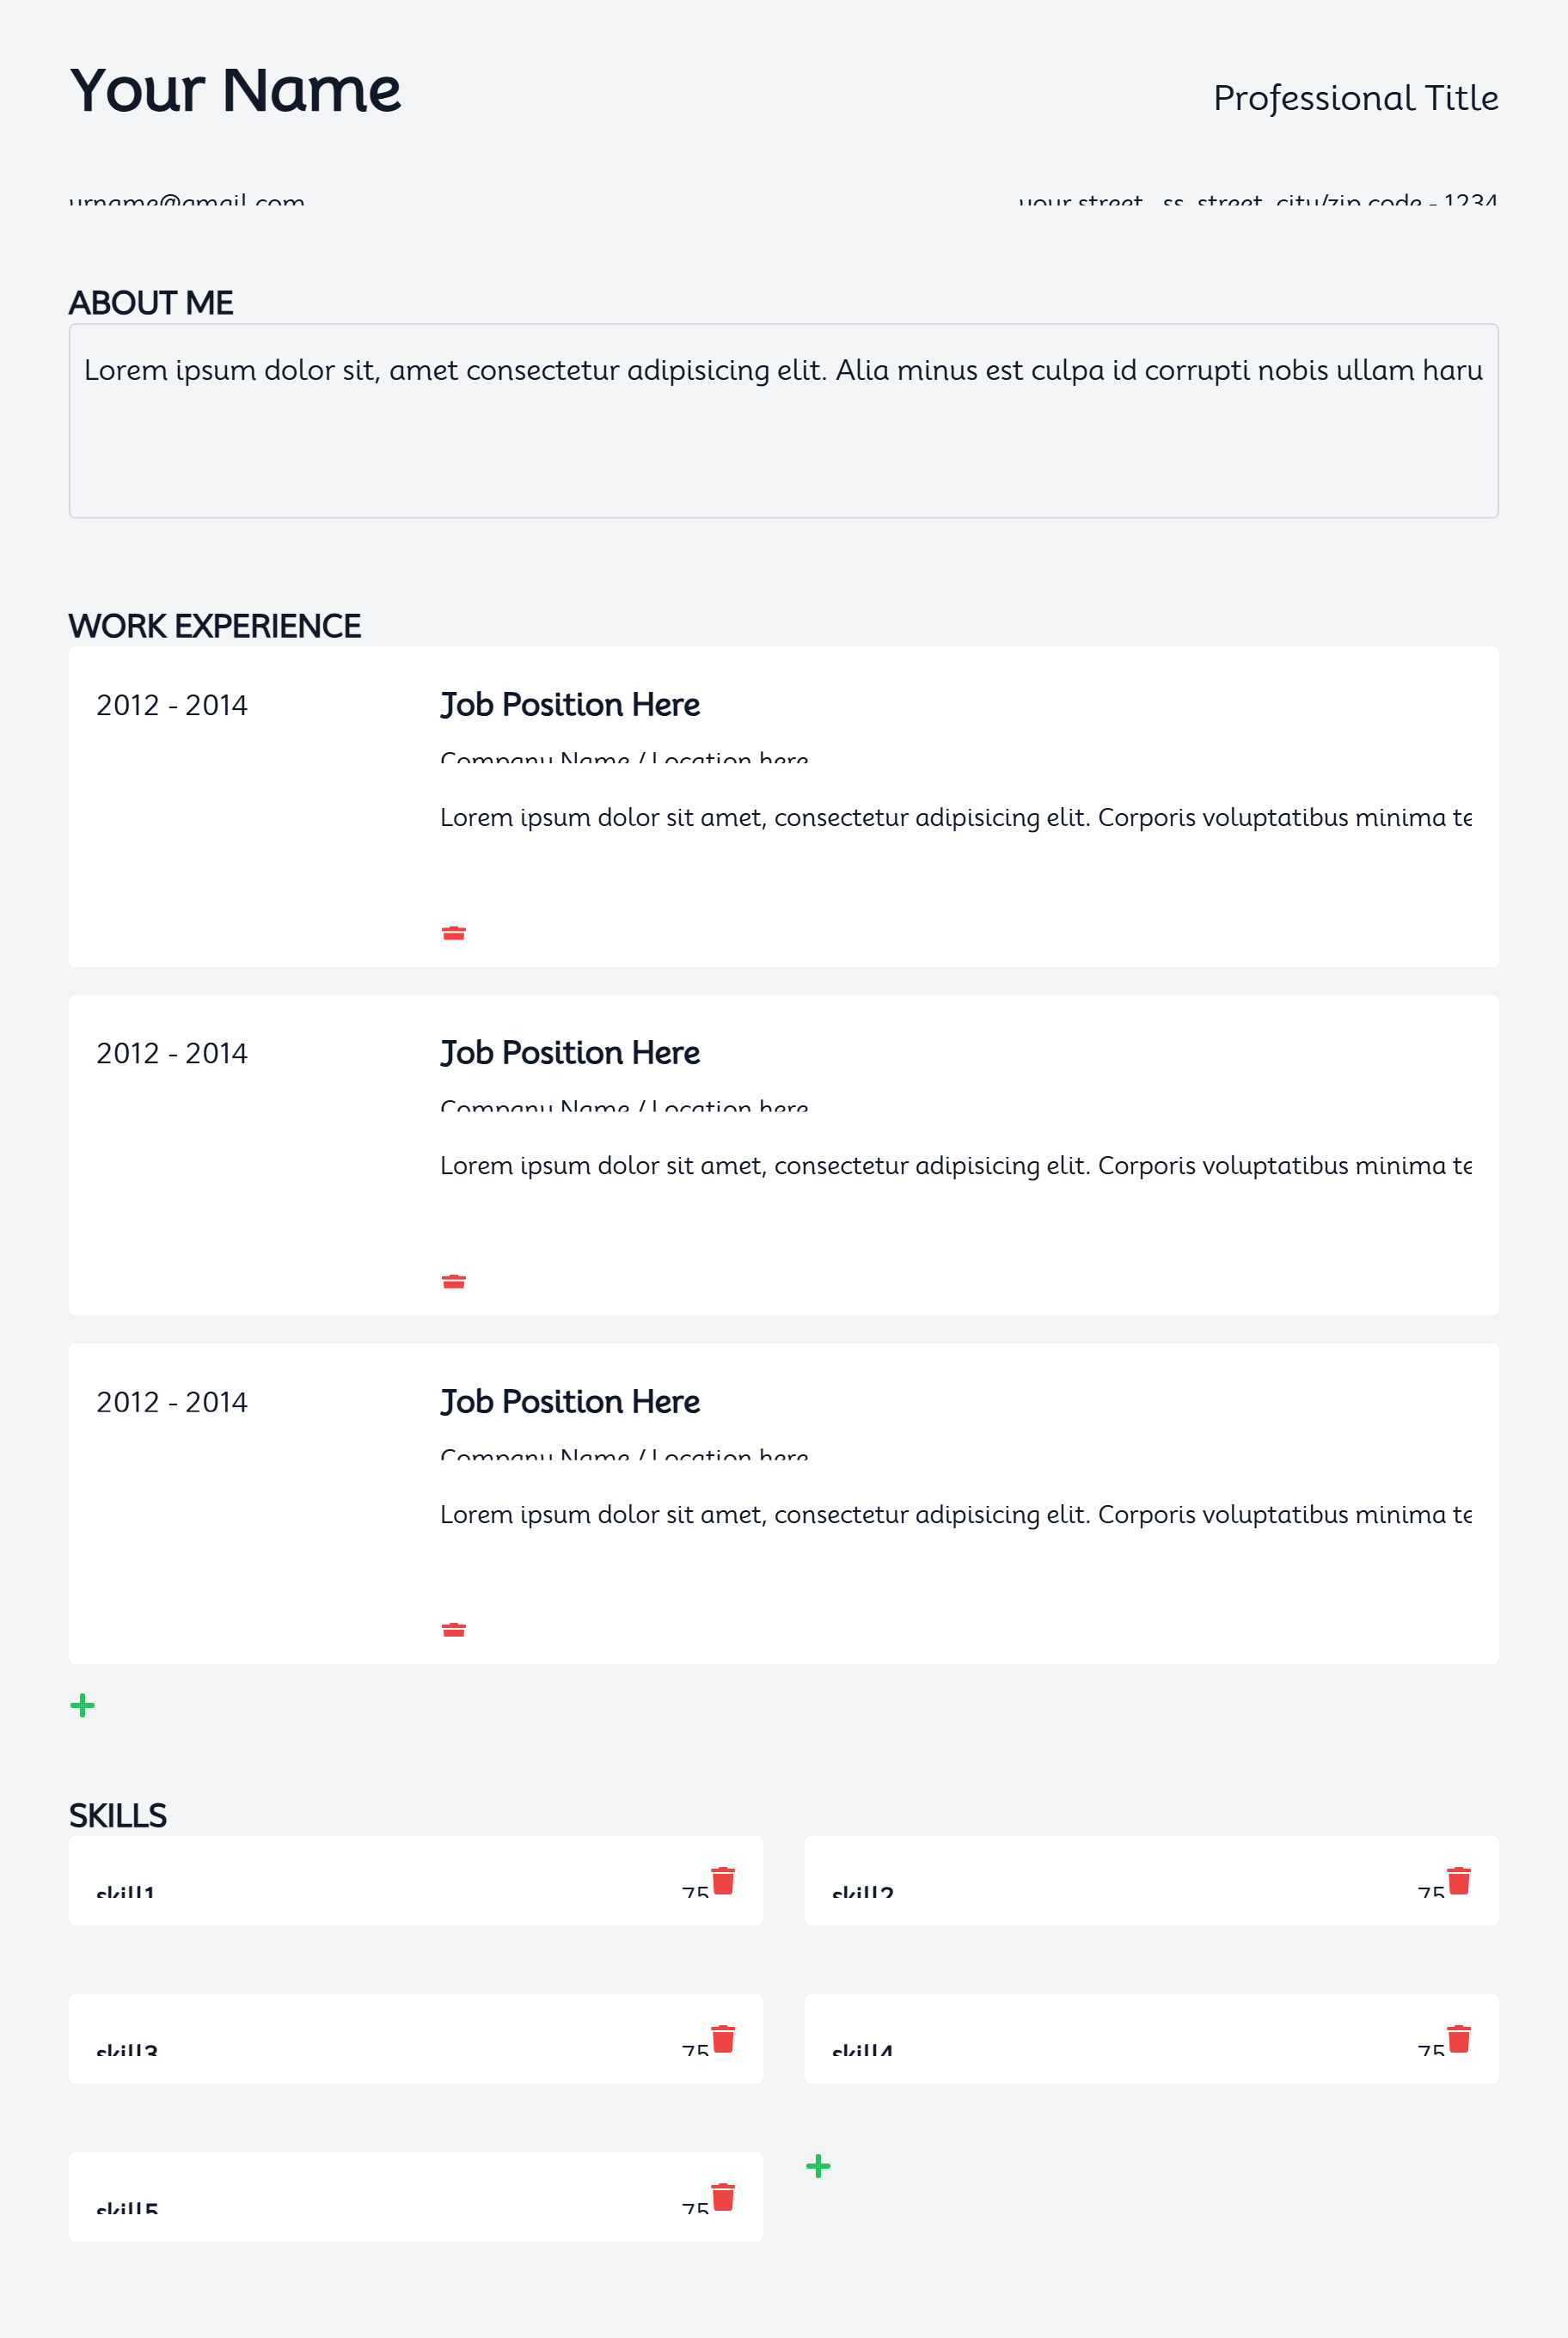 Your Name
Professional Title
urname@gmail.com
your street , ss, street, city/zip code - 1234
ABOUT ME
Lorem ipsum dolor sit, amet consectetur adipisicing elit. Alia minus est culpa id corrupti nobis ullam haru
WORK EXPERIENCE
2012 - 2014
Job Position Here
Company Name / Location here
Lorem ipsum dolor sit amet, consectetur adipisicing elit. Corporis voluptatibus minima te
2012 - 2014
Job Position Here
Company Name / Location here
Lorem ipsum dolor sit amet, consectetur adipisicing elit. Corporis voluptatibus minima te
2012 - 2014
Job Position Here
Company Name / Location here
Lorem ipsum dolor sit amet, consectetur adipisicing elit. Corporis voluptatibus minima te
SKILLS
skill1 75
skill2 75
skill3 75
skill4 75
skill5 75